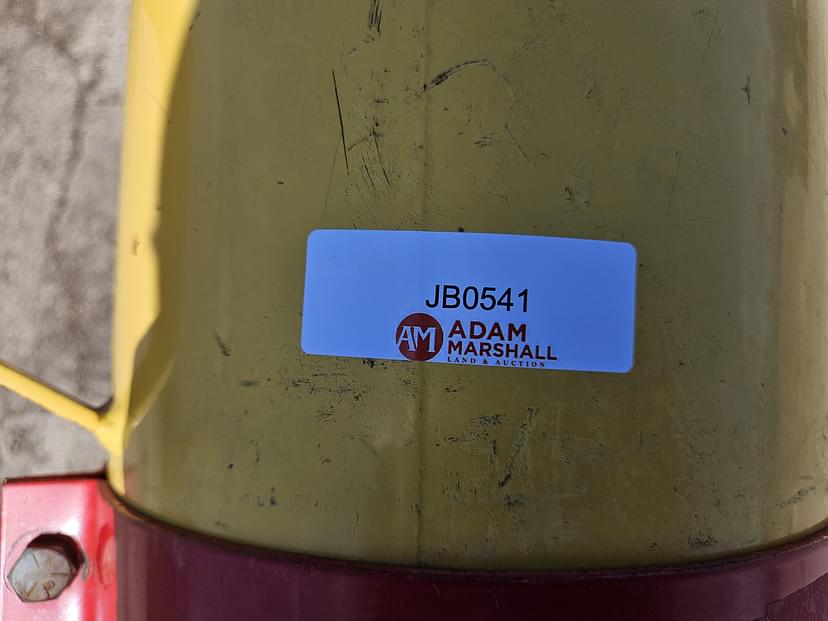 JB0541
AM
ADAM
MARSHALL
LAND & AUCTION